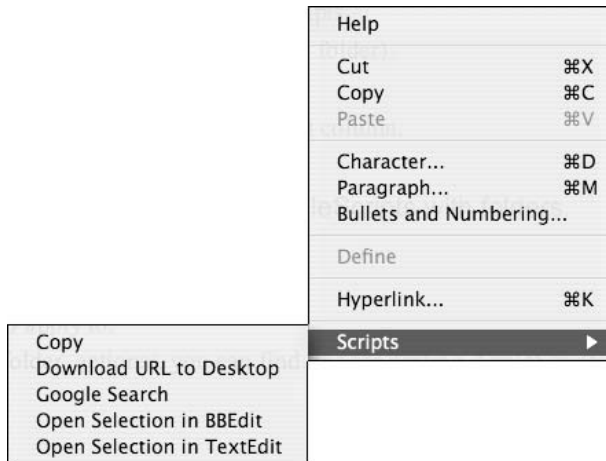 Help
Cut ⌘X
Copy ⌘C
Paste ⌘V
Character... ⌘D
Paragraph... ⌘M
Bullets and Numbering...
Define
Hyperlink... ⌘K
Scripts
Copy
Download URL to Desktop
Google Search
Open Selection in BBEdit
Open Selection in TextEdit